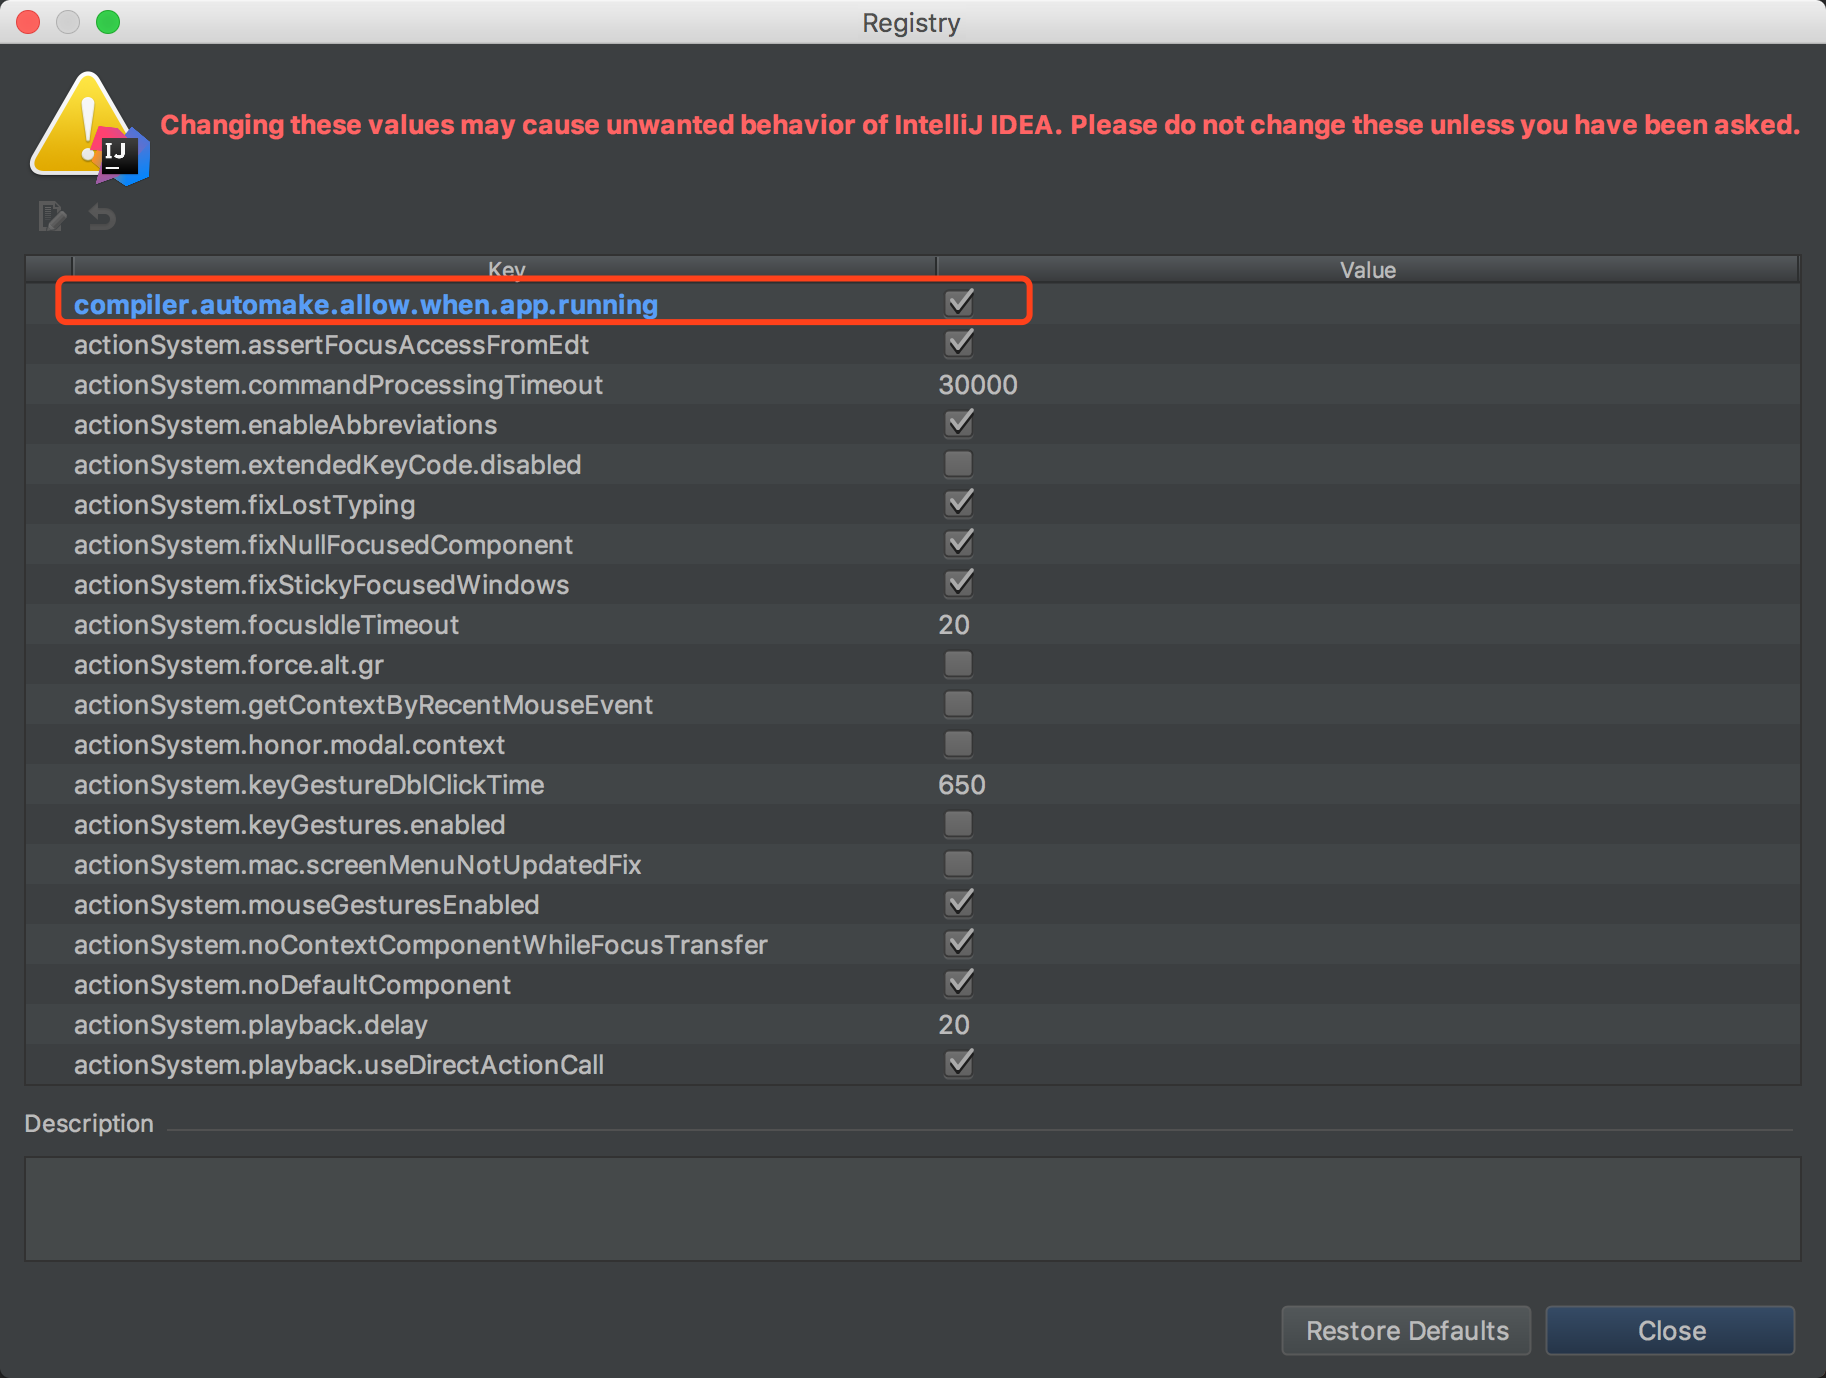 Registry
Changing these values may cause unwanted behavior of IntelliJ IDEA. Please do not change these unless you have been asked.
IJ
Key Value
compiler.automake.allow.when.app.running
actionSystem.assertFocusAccessFromEdt
actionSystem.commandProcessingTimeout 30000
actionSystem.enableAbbreviations
actionSystem.extendedKeyCode.disabled
actionSystem.fixLostTyping
actionSystem.fixNullFocusedComponent
actionSystem.fixStickyFocusedWindows
actionSystem.focusIdleTimeout 20
actionSystem.force.alt.gr
actionSystem.getContextByRecentMouseEvent
actionSystem.honor.modal.context
actionSystem.keyGestureDblClickTime 650
actionSystem.keyGestures.enabled
actionSystem.mac.screenMenuNotUpdatedFix
actionSystem.mouseGesturesEnabled
actionSystem.noContextComponentWhileFocusTransfer
actionSystem.noDefaultComponent
actionSystem.playback.delay 20
actionSystem.playback.useDirectActionCall
Description
Restore Defaults Close